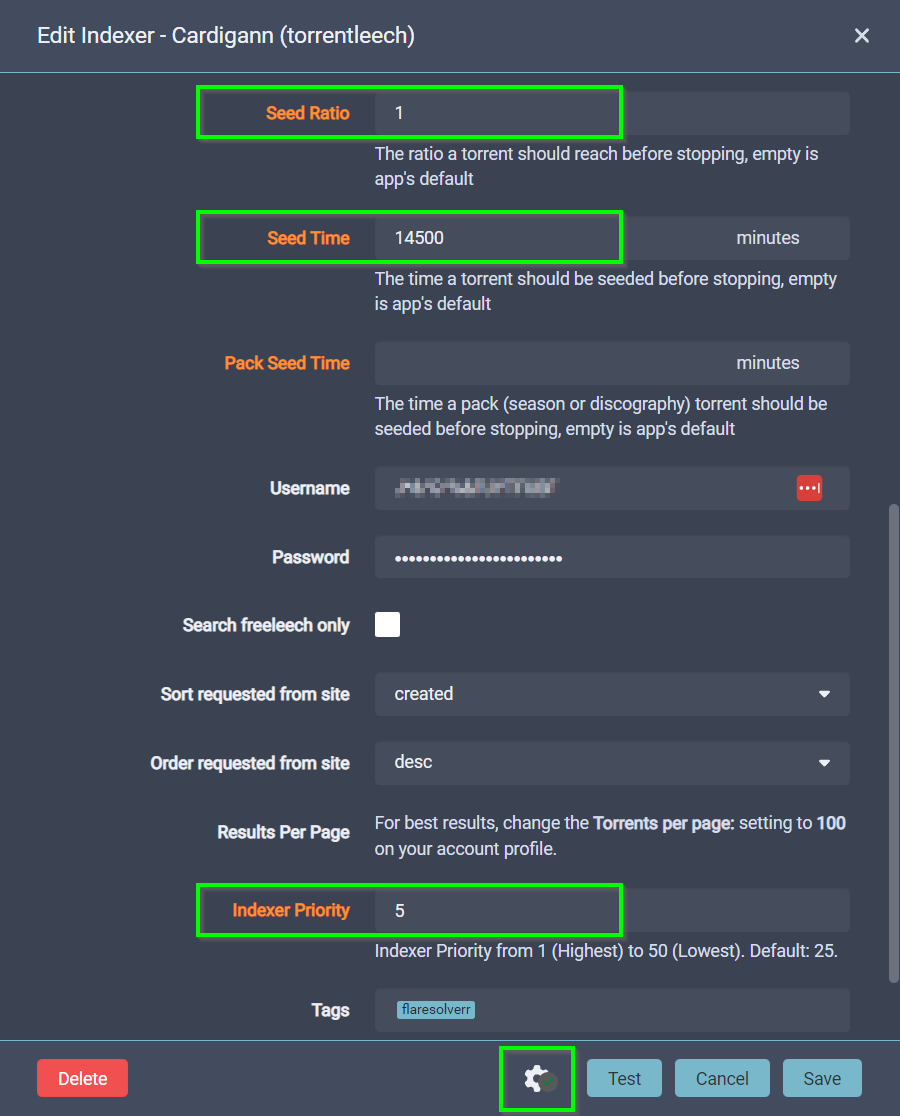 Edit Indexer - Cardigann (torrentleech)
Seed Ratio 1
The ratio a torrent should reach before stopping, empty is
app's default
Seed Time 14500 minutes
The time a torrent should be seeded before stopping, empty
is app's default
Pack Seed Time minutes
The time a pack (season or discography) torrent should be
seeded before stopping, empty is app's default
Username
Password ••••••••••••••••••••••••
Search freeleech only
Sort requested from site created
Order requested from site desc
Results Per Page For best results, change the Torrents per page: setting to 100
on your account profile.
Indexer Priority 5
Indexer Priority from 1 (Highest) to 50 (Lowest). Default: 25.
Tags flaresolverr
Delete Test Cancel Save